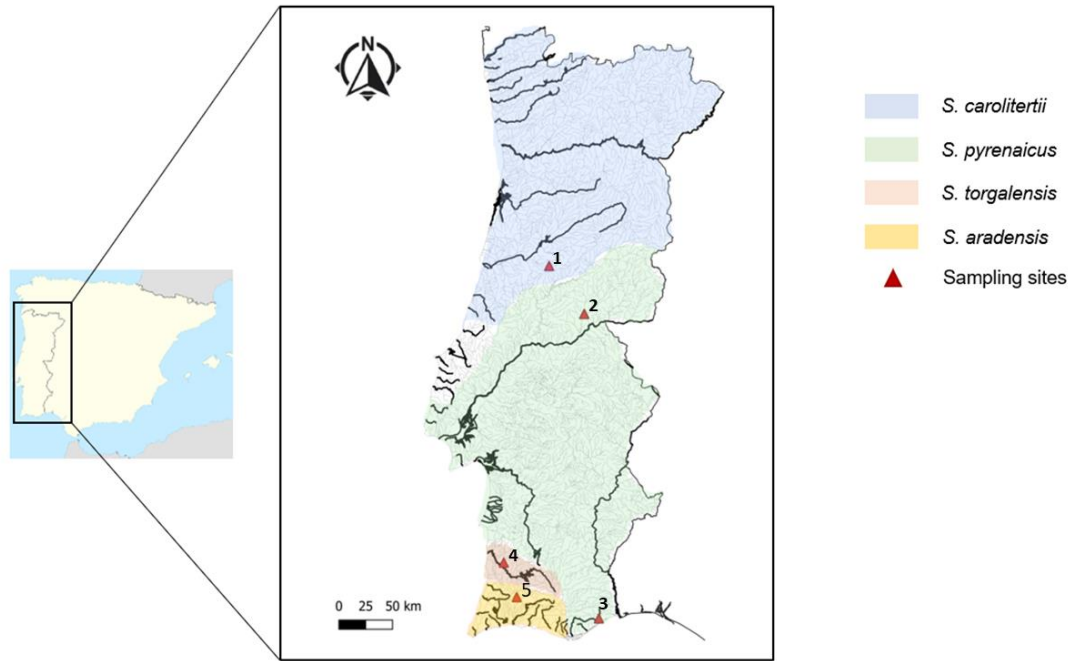 N
S. carolitertii
S. pyrenaicus
S. torgalensis
S. aradensis
Sampling sites
1
2
4
5
3
0 25 50 km